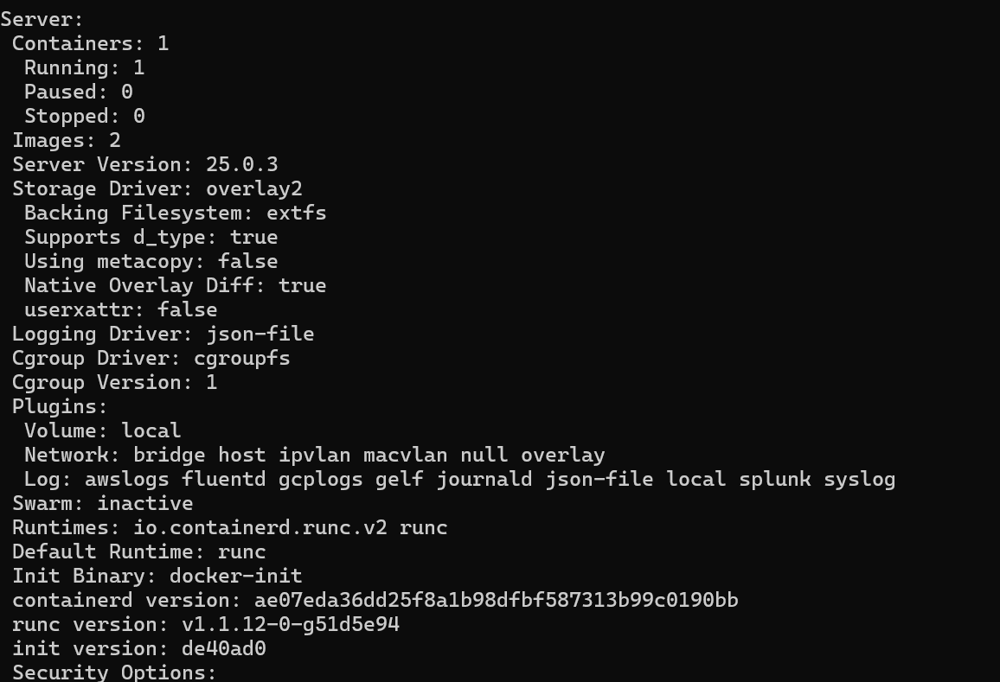 Server:
 Containers: 1
  Running: 1
  Paused: 0
  Stopped: 0
 Images: 2
 Server Version: 25.0.3
 Storage Driver: overlay2
  Backing Filesystem: extfs
  Supports d_type: true
  Using metacopy: false
  Native Overlay Diff: true
  userxattr: false
 Logging Driver: json-file
 Cgroup Driver: cgroupfs
 Cgroup Version: 1
 Plugins:
  Volume: local
  Network: bridge host ipvlan macvlan null overlay
  Log: awslogs fluentd gcplogs gelf journald json-file local splunk syslog
 Swarm: inactive
 Runtimes: io.containerd.runc.v2 runc
 Default Runtime: runc
 Init Binary: docker-init
 containerd version: ae07eda36dd25f8a1b98dfbf587313b99c0190bb
 runc version: v1.1.12-0-g51d5e94
 init version: de40ad0
 Security Options: